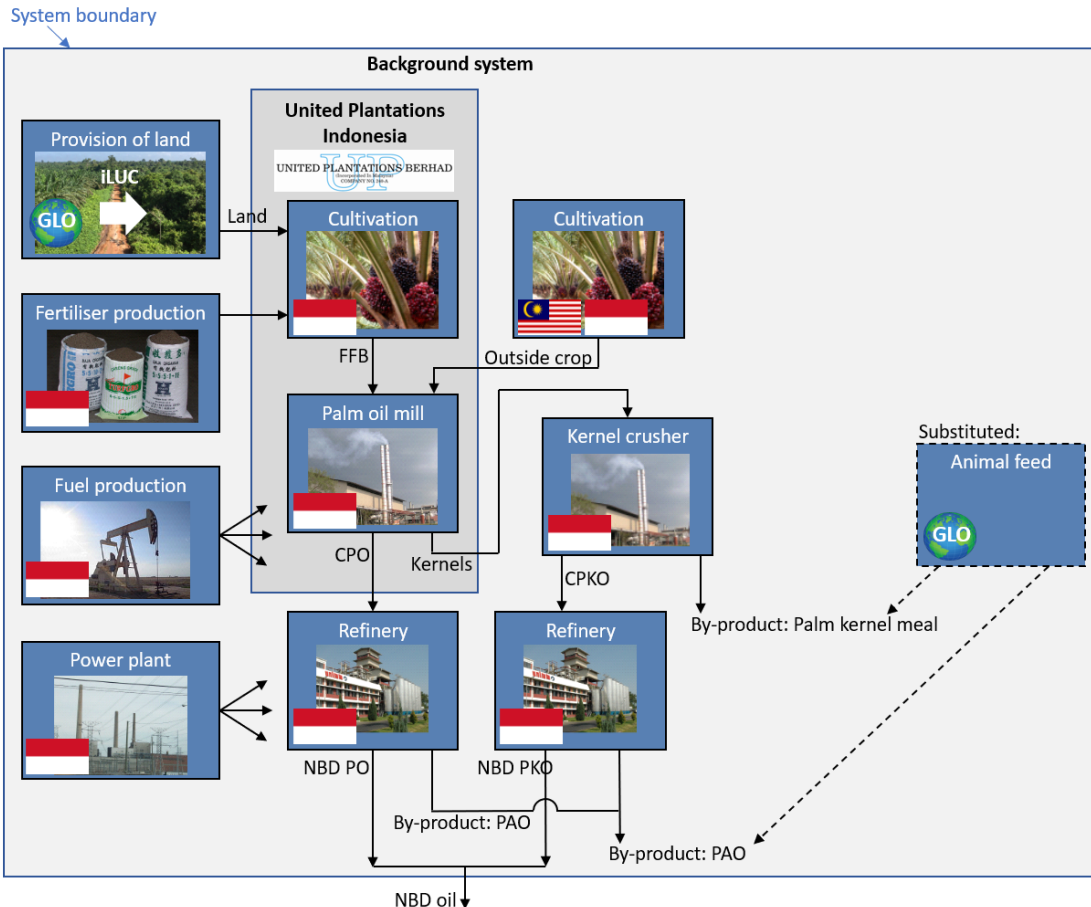 System boundary
Background system
United Plantations
Indonesia
UP
UNITED PLANTATIONS BERHAD
Provision of land
iLUC
GLO
Land
Cultivation
Cultivation
Fertiliser production
FFB
Outside crop
Palm oil mill
Kernel crusher
Substituted:
Animal feed
GLO
Fuel production
CPO
Kernels
CPKO
By-product: Palm kernel meal
Refinery
Refinery
Power plant
NBD PO
NBD PKO
By-product: PAO
By-product: PAO
NBD oil